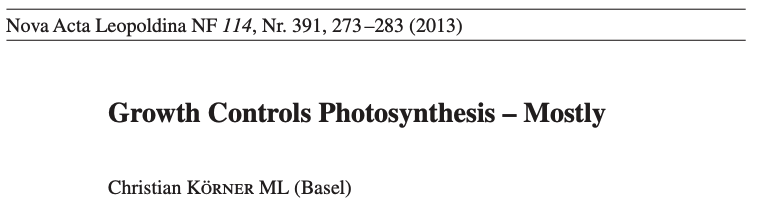 Nova Acta Leopoldina NF 114, Nr. 391, 273–283 (2013)
Growth Controls Photosynthesis – Mostly
Christian KÖRNER ML (Basel)